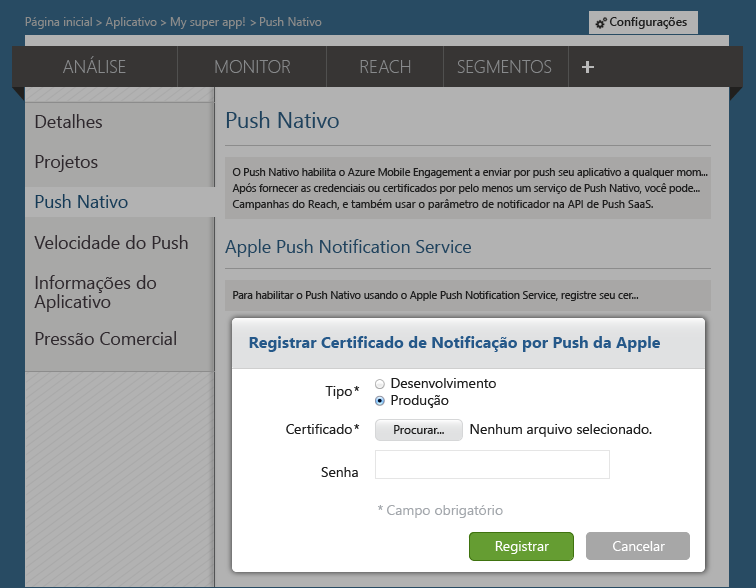 Página inicial > Aplicativo > My super app! > Push Nativo
Configurações
ANÁLISE MONITOR REACH SEGMENTOS +
Detalhes
Projetos
Push Nativo
Velocidade do Push
Informações do
Aplicativo
Pressão Comercial
Push Nativo
O Push Nativo habilita o Azure Mobile Engagement a enviar por push seu aplicativo a qualquer mom...
Após fornecer as credenciais ou certificados por pelo menos um serviço de Push Nativo, você pode...
Campanhas do Reach, e também usar o parâmetro de notificador na API de Push SaaS.
Apple Push Notification Service
Para habilitar o Push Nativo usando o Apple Push Notification Service, registre seu cer...
Registrar Certificado de Notificação por Push da Apple
Tipo*
Desenvolvimento
Produção
Certificado* Procurar... Nenhum arquivo selecionado.
Senha
* Campo obrigatório
Registrar Cancelar